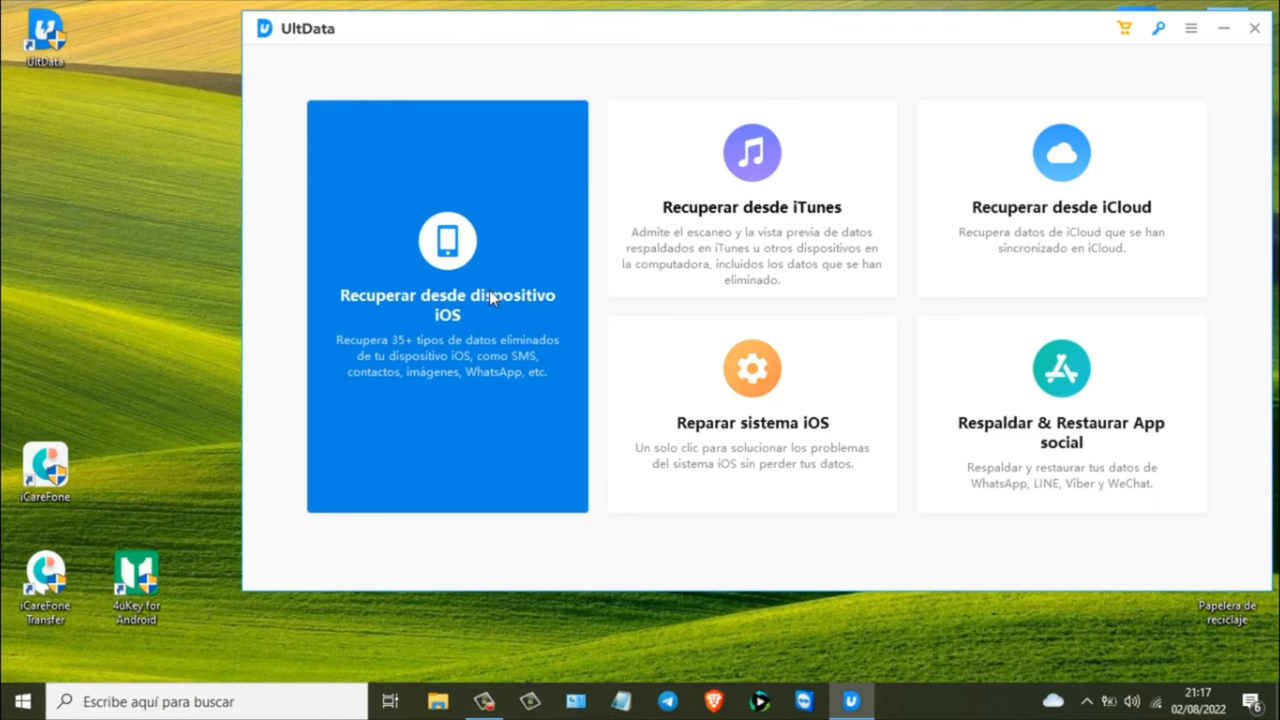 UltData
UltData
Recuperar desde dispositivo
iOS
Recupera 35+ tipos de datos eliminados
de tu dispositivo iOS, como SMS,
contactos, imágenes, WhatsApp, etc.
Recuperar desde iTunes
Admite el escaneo y la vista previa de datos
respaldados en iTunes u otros dispositivos en
la computadora, incluidos los datos que se han
eliminado.
Recuperar desde iCloud
Recupera datos de iCloud que se han
sincronizado en iCloud.
Reparar sistema iOS
Un solo clic para solucionar los problemas
del sistema iOS sin perder tus datos.
Respaldar & Restaurar App
social
Respaldar y restaurar tus datos de
WhatsApp, LINE, Viber y WeChat.
iCareFone
iCareFone
Transfer
4uKey for
Android
Papelera de
reciclaje
Escribe aquí para buscar
21:17
02/08/2022
6